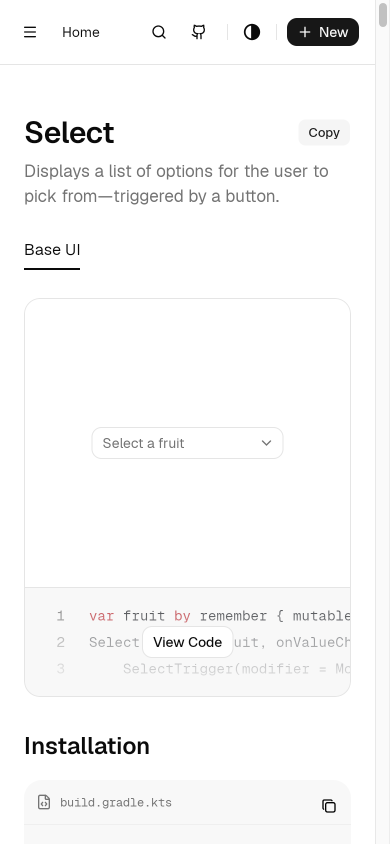 Home
New
Select
Copy
Displays a list of options for the user to
pick from—triggered by a button.
Base UI
Select a fruit
1 var fruit by remember { mutable
2 Select uit, onValueCh
View Code
3 SelectTrigger(modifier = Mo
Installation
build.gradle.kts